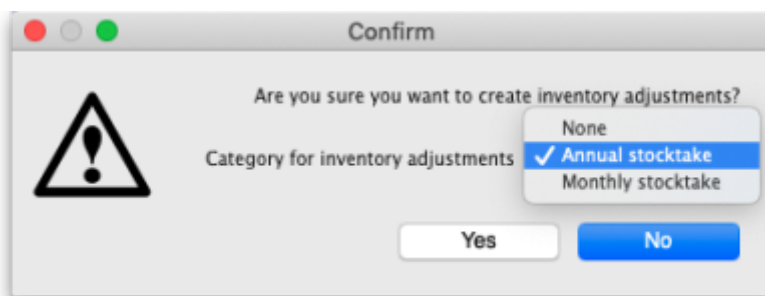 Confirm
Are you sure you want to create inventory adjustments?
None
Category for inventory adjustments ✓ Annual stocktake
Monthly stocktake
Yes No